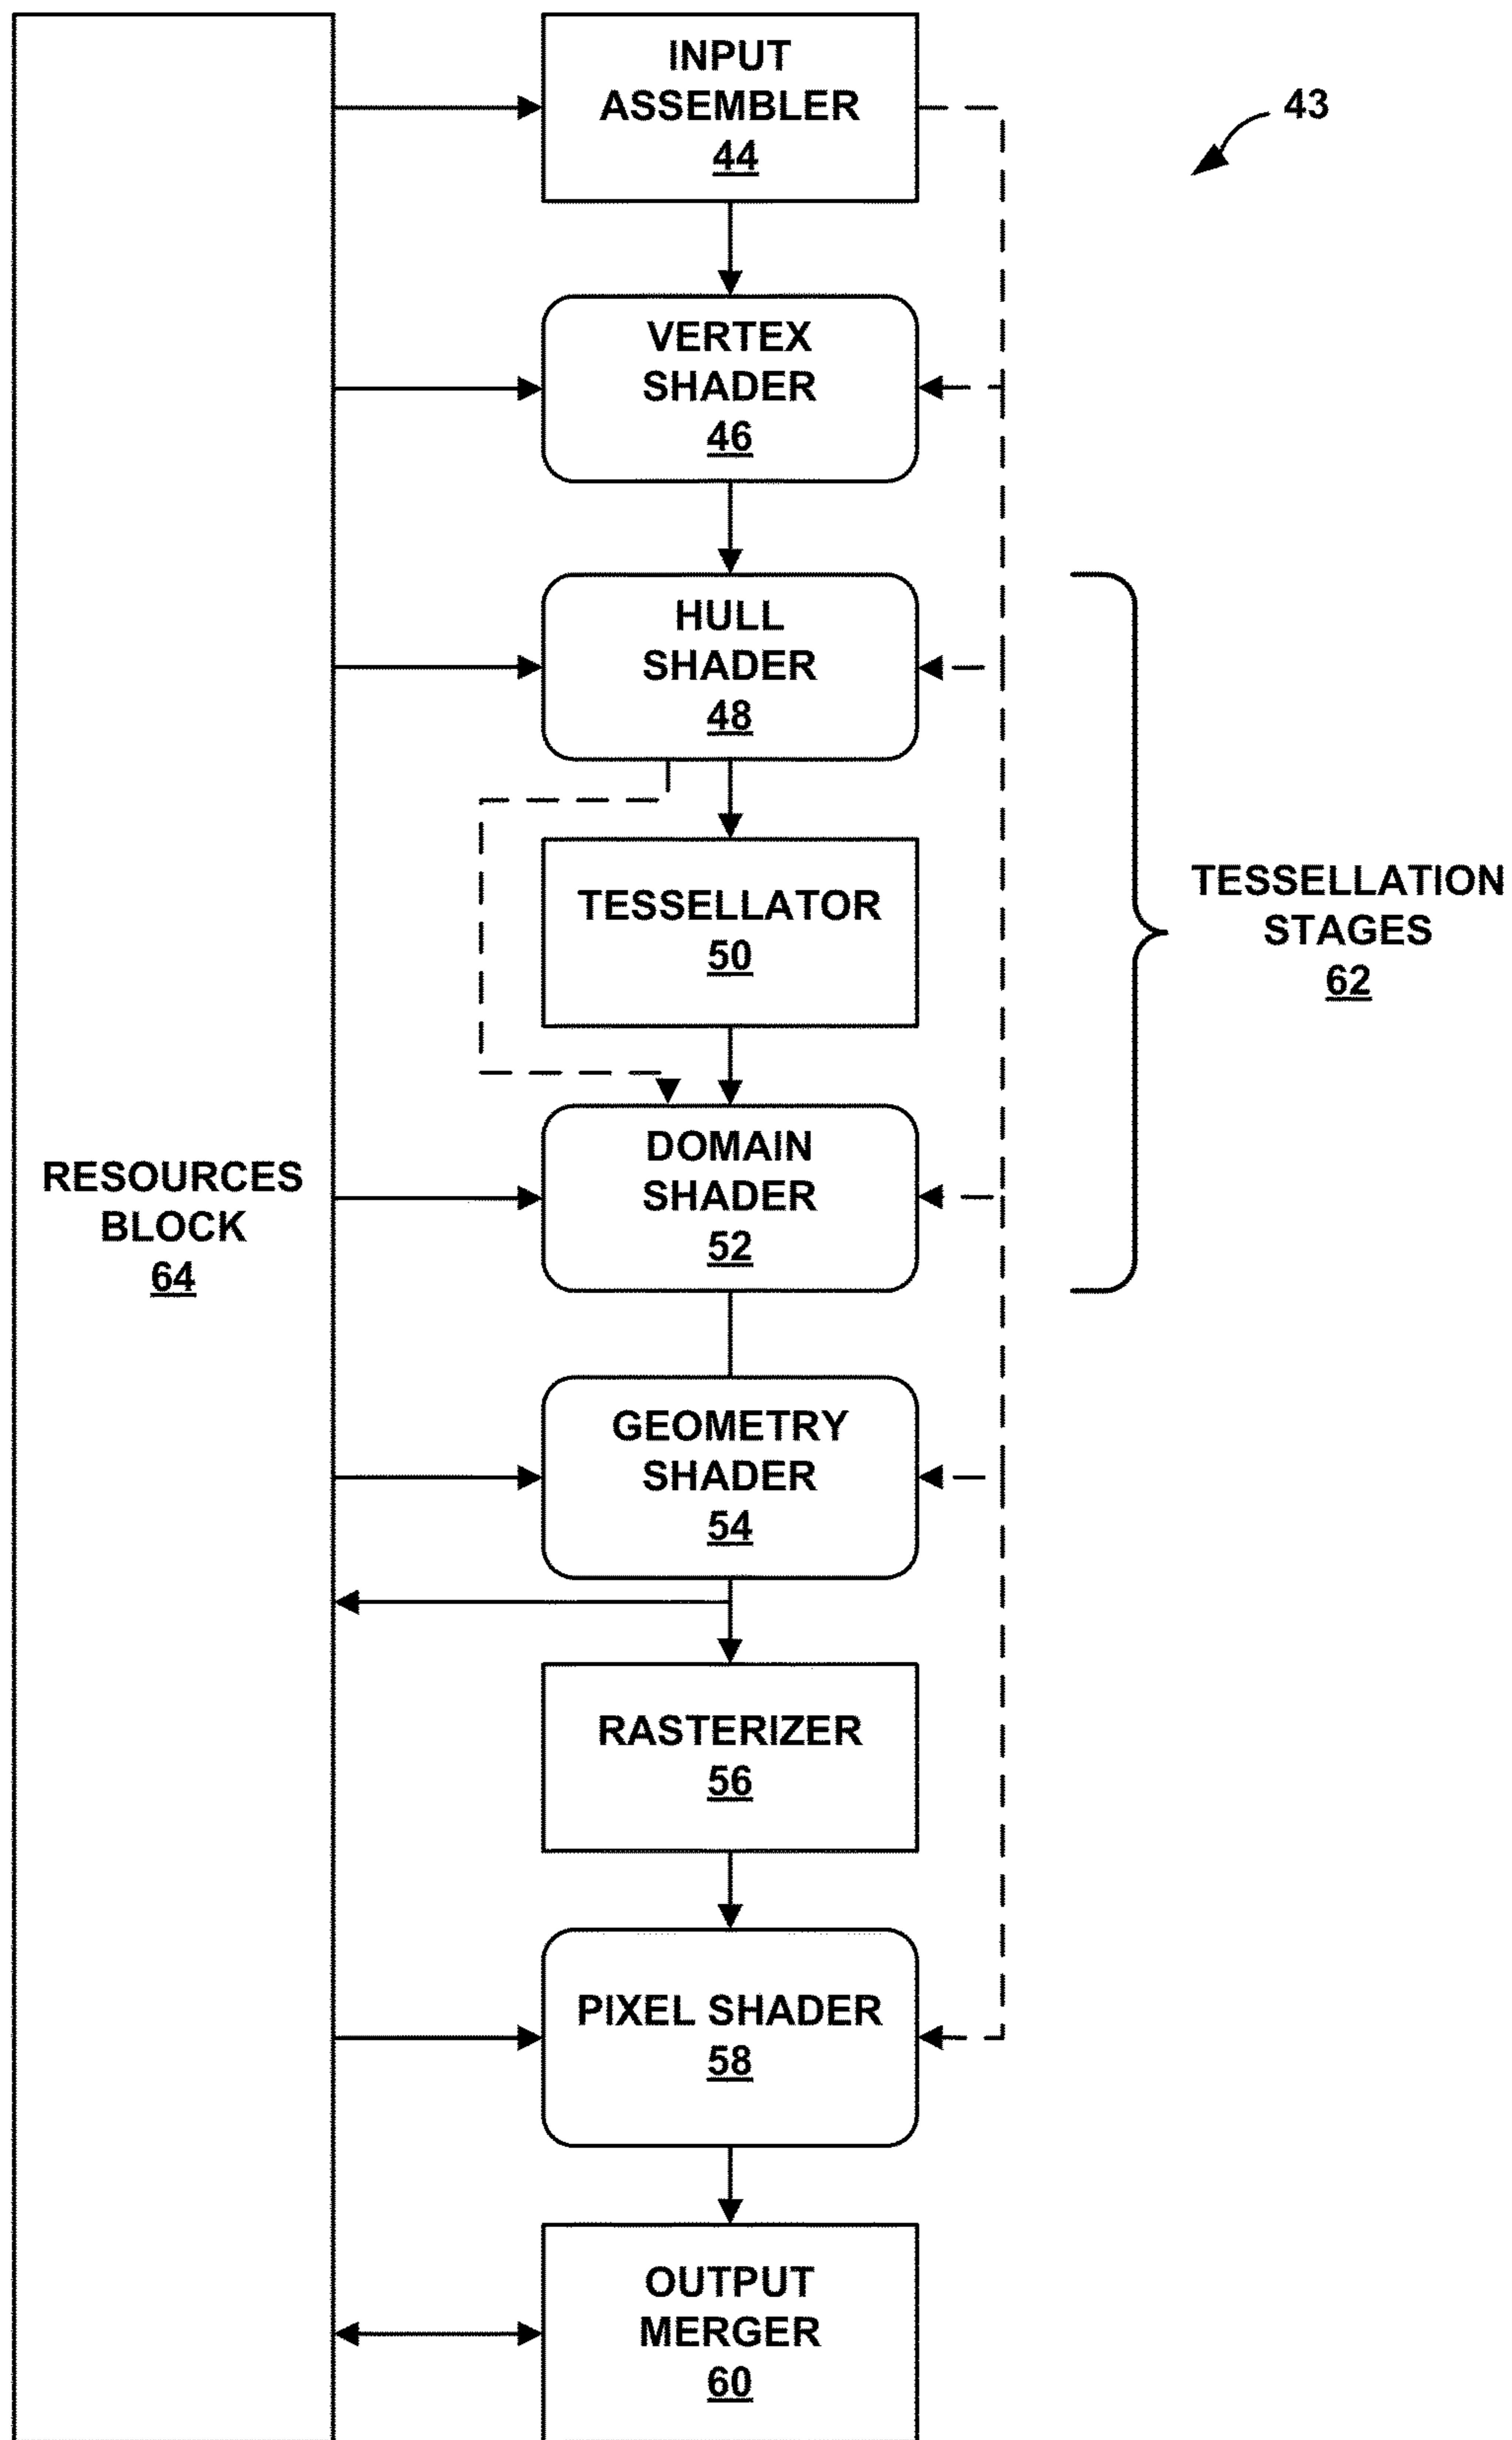 INPUT
ASSEMBLER
44
43
VERTEX
SHADER
46
HULL
SHADER
48
TESSELLATOR
50
TESSELLATION
STAGES
62
DOMAIN
SHADER
52
RESOURCES
BLOCK
64
GEOMETRY
SHADER
54
RASTERIZER
56
PIXEL SHADER
58
OUTPUT
MERGER
60